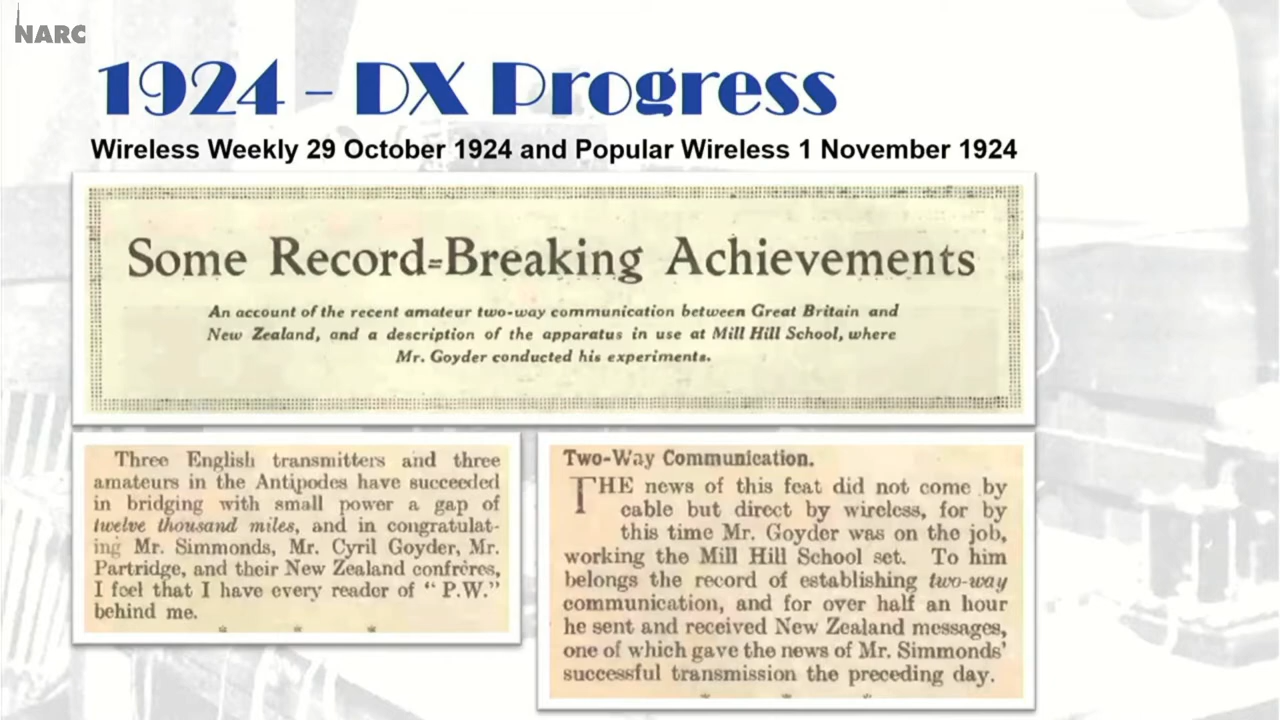 NARC
1924 – DX Progress
Wireless Weekly 29 October 1924 and Popular Wireless 1 November 1924
Some Record=Breaking Achievements
An account of the recent amateur two-way communication between Great Britain and
New Zealand, and a description of the apparatus in use at Mill Hill School, where
Mr. Goyder conducted his experiments.
Three English transmitters and three
amateurs in the Antipodes have succeeded
in bridging with small power a gap of
twelve thousand miles, and in congratulat-
ing Mr. Simmonds, Mr. Cyril Goyder, Mr.
Partridge, and their New Zealand confrères,
I feel that I have every reader of “ P.W.”
behind me.
* * *
Two-Way Communication.
THE news of this feat did not come by
cable but direct by wireless, for by
this time Mr. Goyder was on the job,
working the Mill Hill School set. To him
belongs the record of establishing two-way
communication, and for over half an hour
he sent and received New Zealand messages,
one of which gave the news of Mr. Simmonds’
successful transmission the preceding day.
* * *